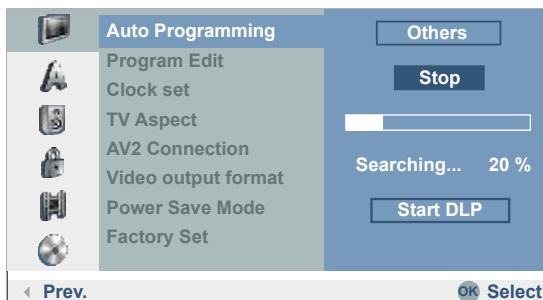 Auto Programming
Program Edit
Clock set
TV Aspect
AV2 Connection
Video output format
Power Save Mode
Factory Set
Others
Stop
Searching... 20 %
Start DLP
Prev.
OK Select